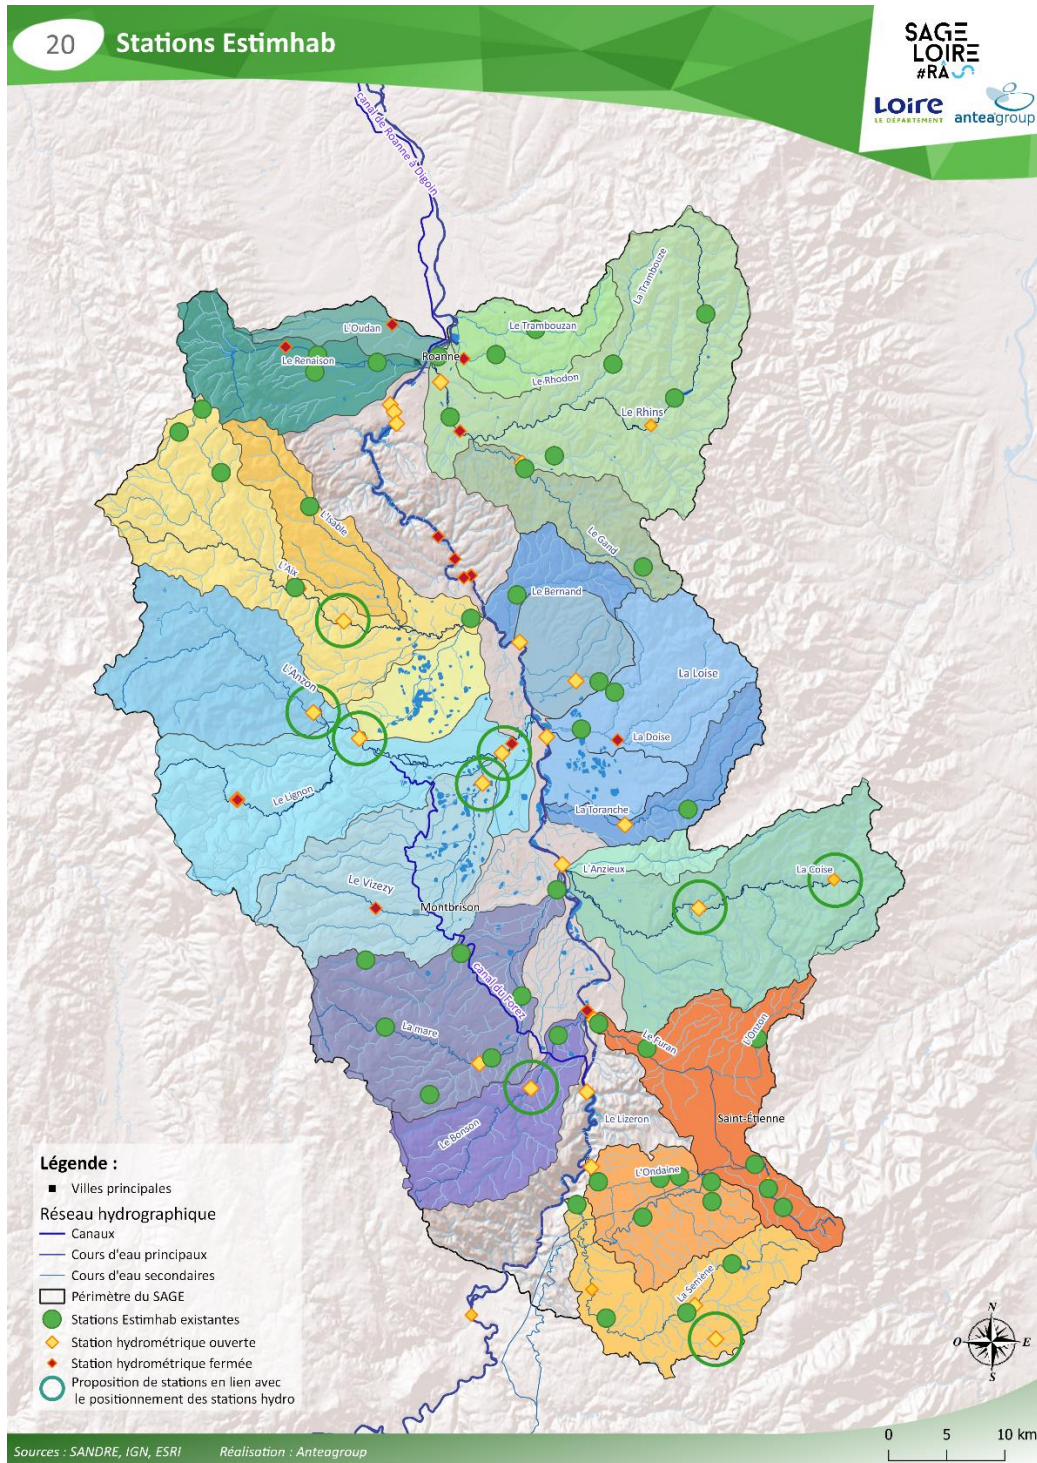 20
Stations Estimhab
SAGE
LOIRE
#RA
Loire
LE DÉPARTEMENT
anteagroup
canal de Roanne à Digoin
La Trambouze
L'Oudan
Le Trambouzan
Le Renaison
Roanne
Le Rhodon
Le Rhins
L'Isable
Le Gand
L'Aix
Le Bernand
L'Anzon
La Loise
La Doise
Le Lignon
La Toranche
L'Anzieux
La Coise
Le Vizezy
Montbrison
canal du Forez
La mare
Le Furan
L'Onzon
Le Bonson
Le Lizeron
Saint-Étienne
L'Ondaine
La Semène
Légende :
Villes principales
Réseau hydrographique
Canaux
Cours d'eau principaux
Cours d'eau secondaires
Périmètre du SAGE
Stations Estimhab existantes
Station hydrométrique ouverte
Station hydrométrique fermée
Proposition de stations en lien avec
le positionnement des stations hydro
N
O
E
S
0 5 10 km
Sources : SANDRE, IGN, ESRI Réalisation : Anteagroup